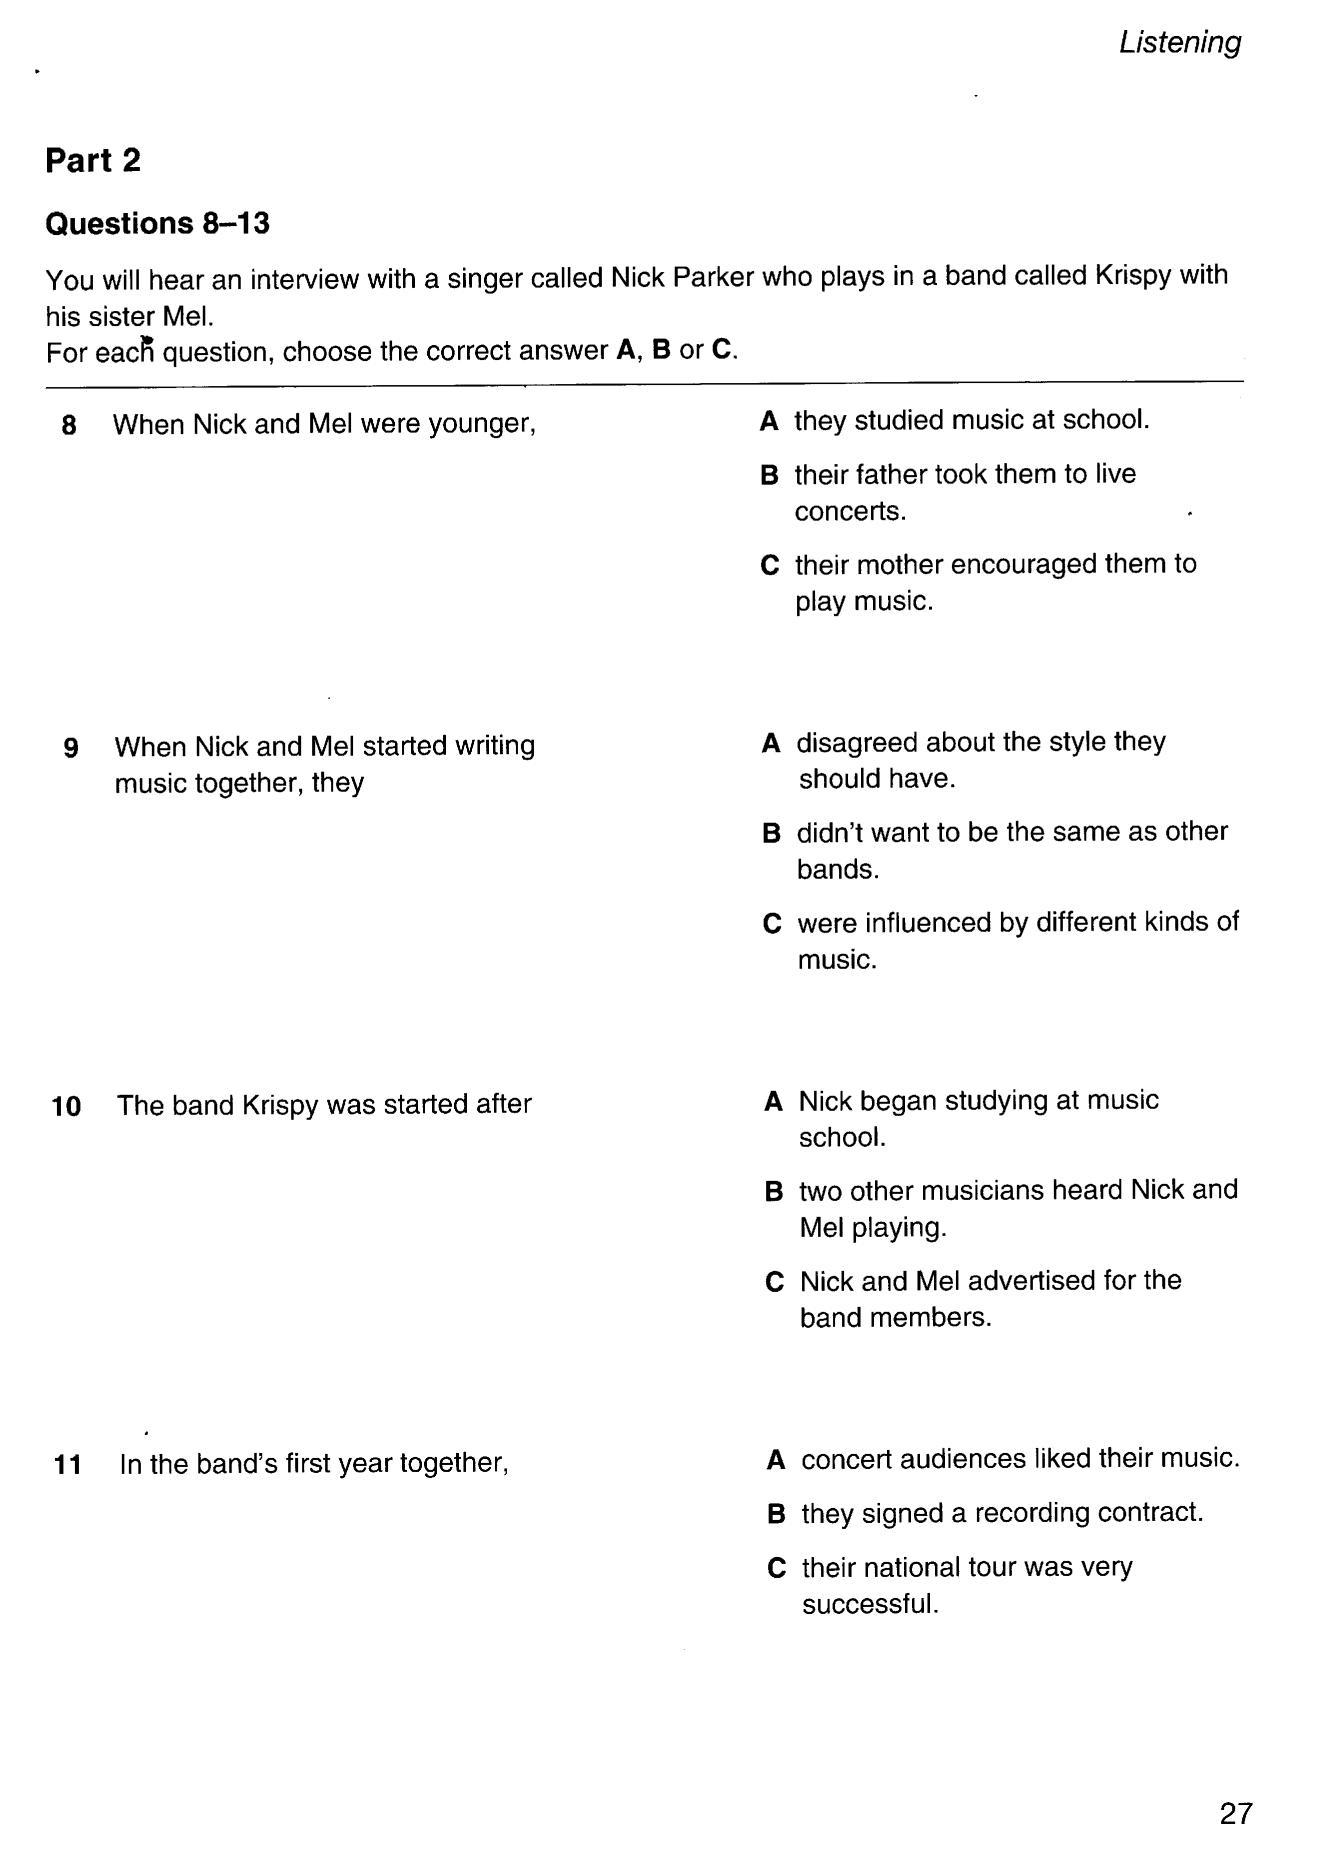 Listening
Part 2
Questions 8–13
You will hear an interview with a singer called Nick Parker who plays in a band called Krispy with
his sister Mel.
For each question, choose the correct answer A, B or C.
8 When Nick and Mel were younger,
A they studied music at school.
B their father took them to live
concerts.
C their mother encouraged them to
play music.
9 When Nick and Mel started writing
music together, they
A disagreed about the style they
should have.
B didn't want to be the same as other
bands.
C were influenced by different kinds of
music.
10 The band Krispy was started after
A Nick began studying at music
school.
B two other musicians heard Nick and
Mel playing.
C Nick and Mel advertised for the
band members.
11 In the band's first year together,
A concert audiences liked their music.
B they signed a recording contract.
C their national tour was very
successful.
27